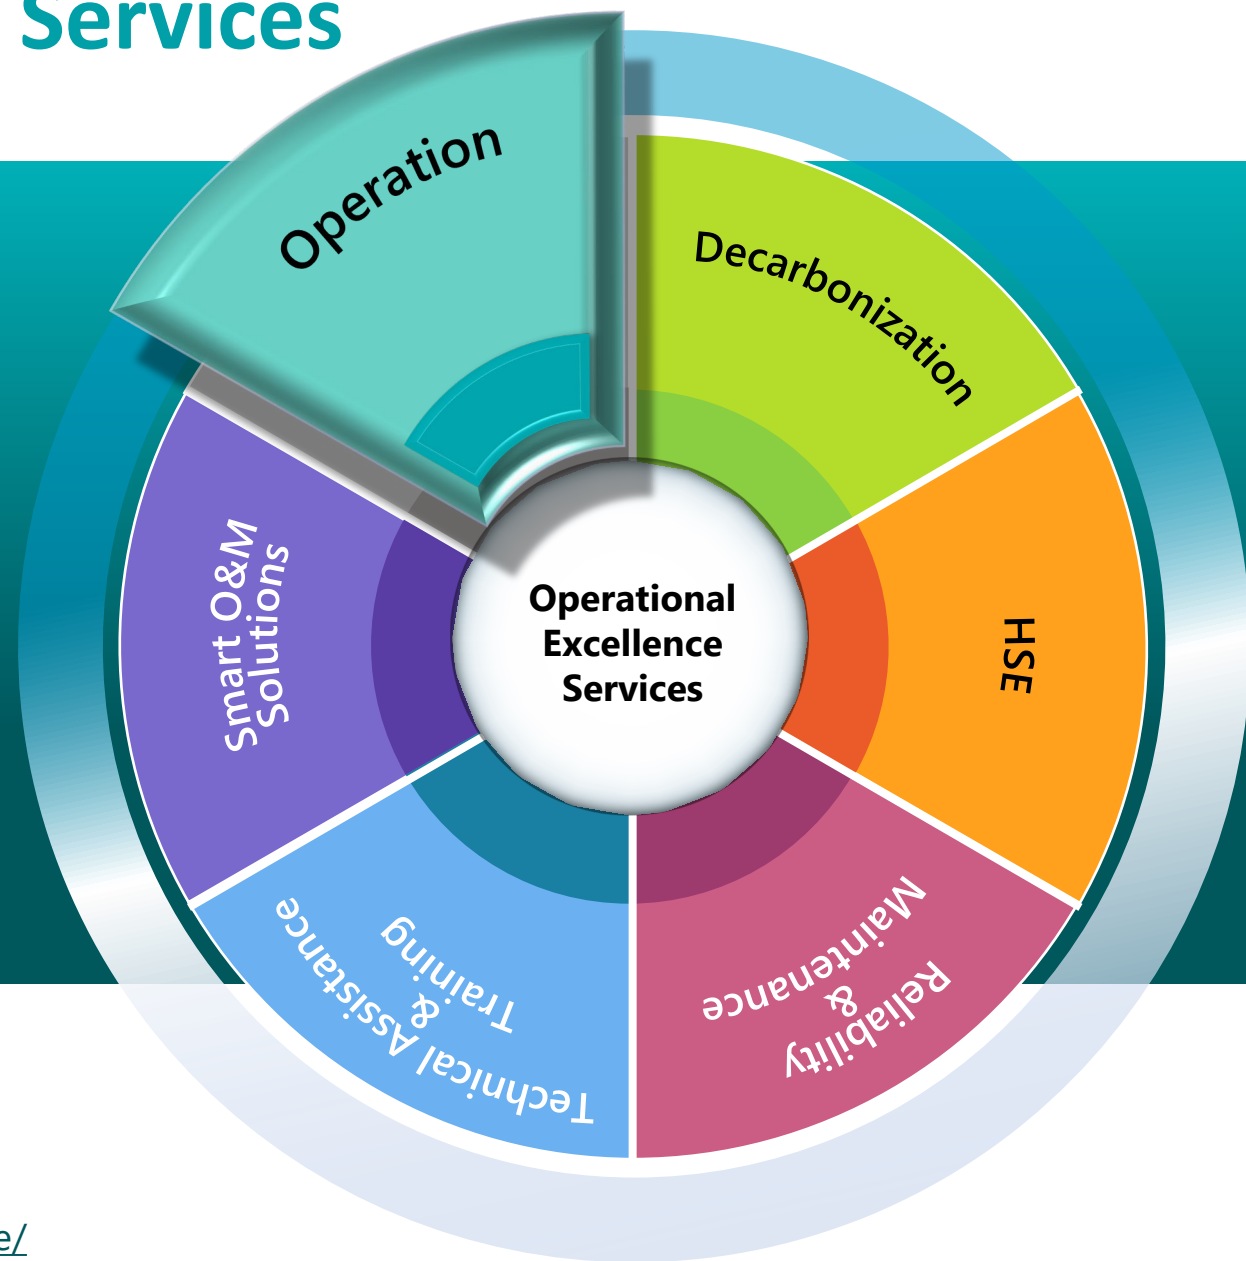 Services
Operation
Decarbonization
HSE
Reliability
&
Maintenance
Technical Assistance
&
Training
Smart O&M
Solutions
Operational
Excellence
Services
e/